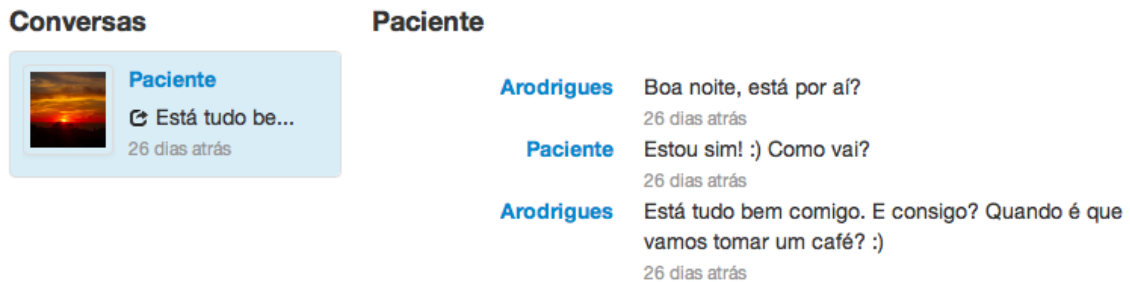 Conversas
Paciente
Está tudo be...
26 dias atrás
Paciente
Arodrigues Boa noite, está por aí?
26 dias atrás
Paciente Estou sim! :) Como vai?
26 dias atrás
Arodrigues Está tudo bem comigo. E consigo? Quando é que
vamos tomar um café? :)
26 dias atrás